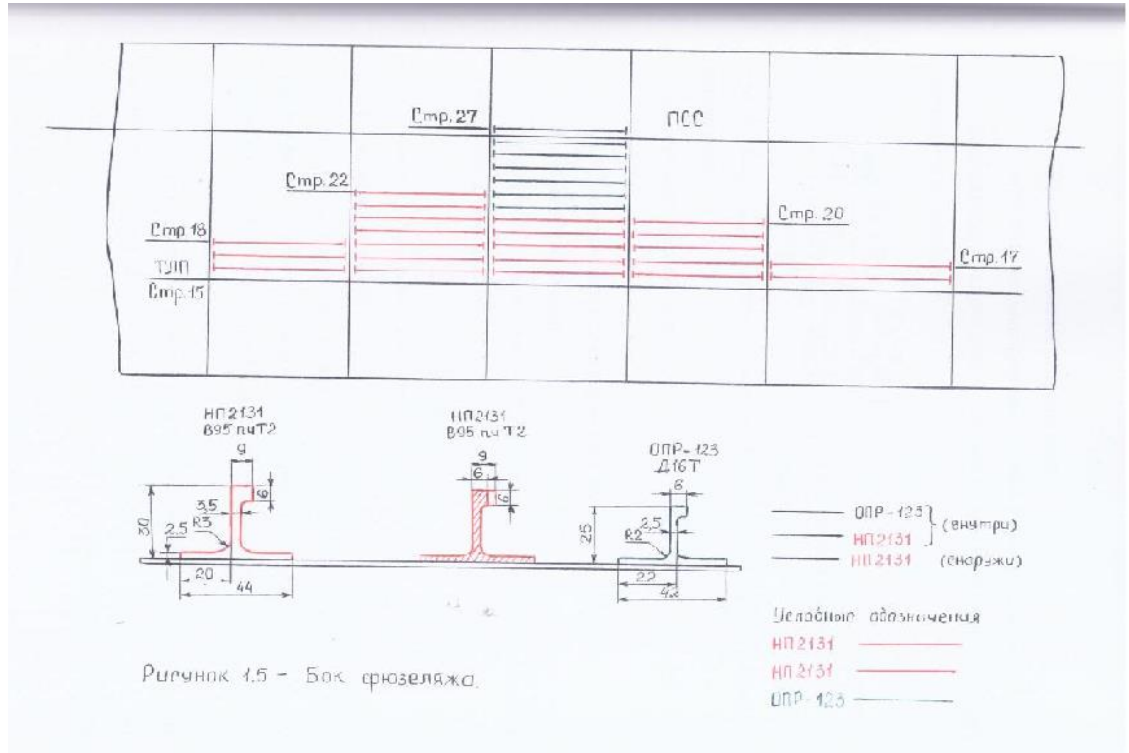 Стр. 27
ПСС
Стр. 22
Стр. 20
Стр 18
Стр. 17
ТУЛП
Стр. 15
НП2131
В95 пчТ2
9
6
30
3,5
R3
2,5
20
44
НП2131
В95 пчТ2
9
6
6
ОПР-123
Д16Т
6
25
2,5
R2
22
ОПР-123
НП2131
(внутри)
НП2131
(снаружи)
Условные обозначения
НП2131
НП2131
ОПР-123
Рисунок 1.5 - Бок фюзеляжа.